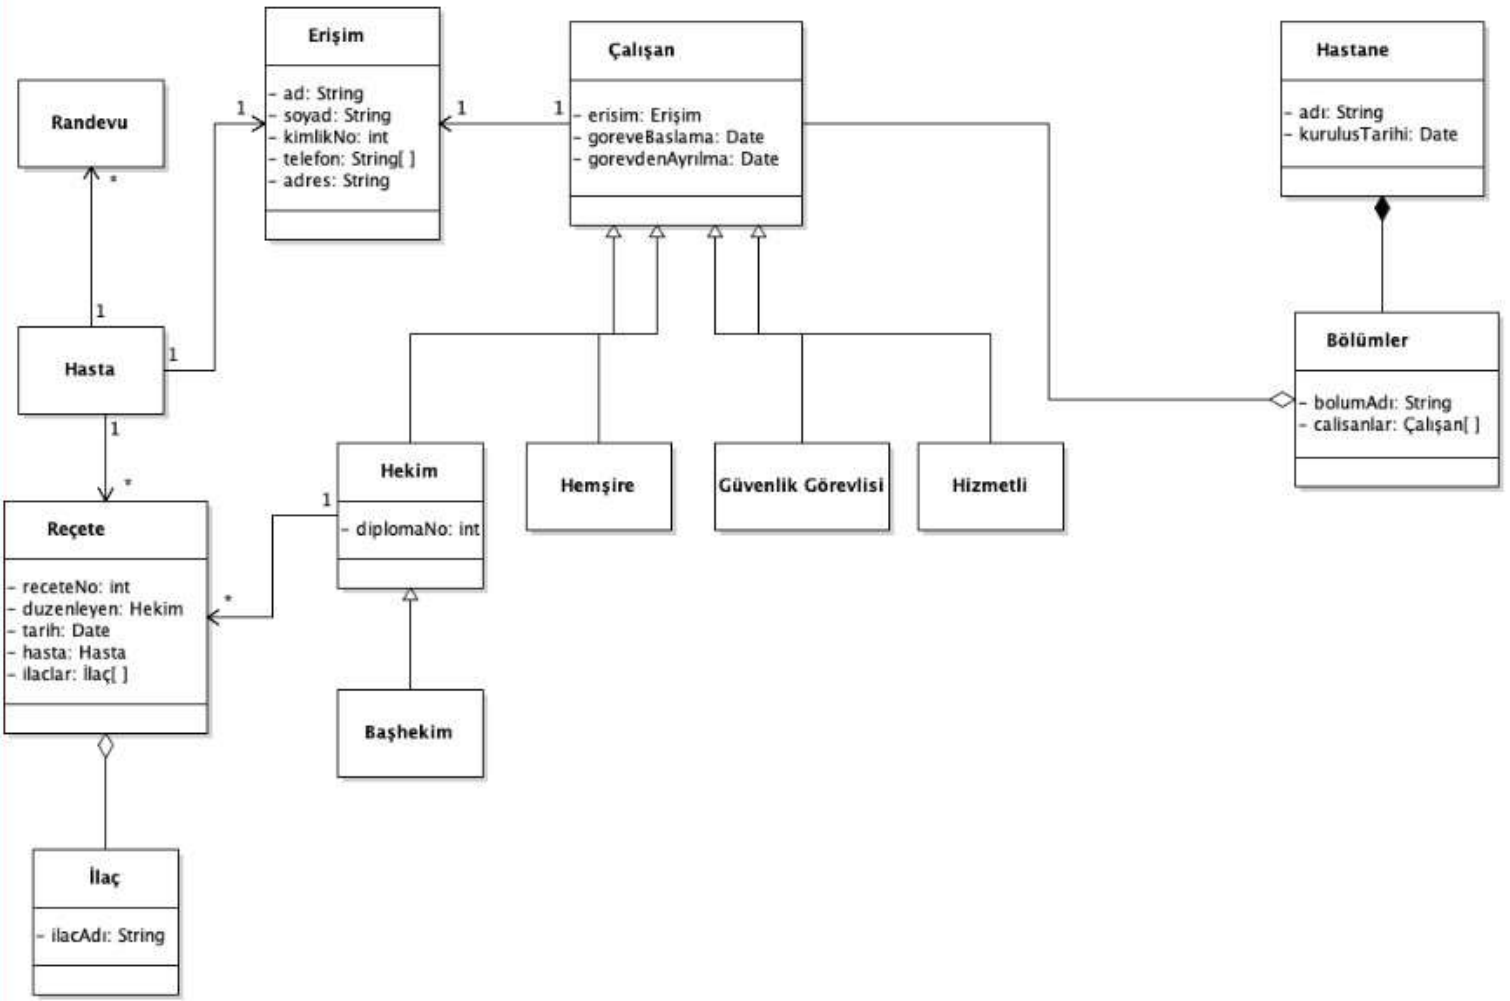 Erişim
- ad: String
- soyad: String
- kimlikNo: int
- telefon: String[ ]
- adres: String
Çalışan
- erisim: Erişim
- goreveBaslama: Date
- gorevdenAyrılma: Date
Hastane
- adı: String
- kurulusTarihi: Date
Randevu
1
1
1
*
1
Hasta
1
1
*
Bölümler
- bolumAdı: String
- calisanlar: Çalışan[ ]
Hekim
- diplomaNo: int
Hemşire
Güvenlik Görevlisi
Hizmetli
1
*
Reçete
- receteNo: int
- duzenleyen: Hekim
- tarih: Date
- hasta: Hasta
- ilaclar: İlaç[ ]
Başhekim
İlaç
- ilacAdı: String